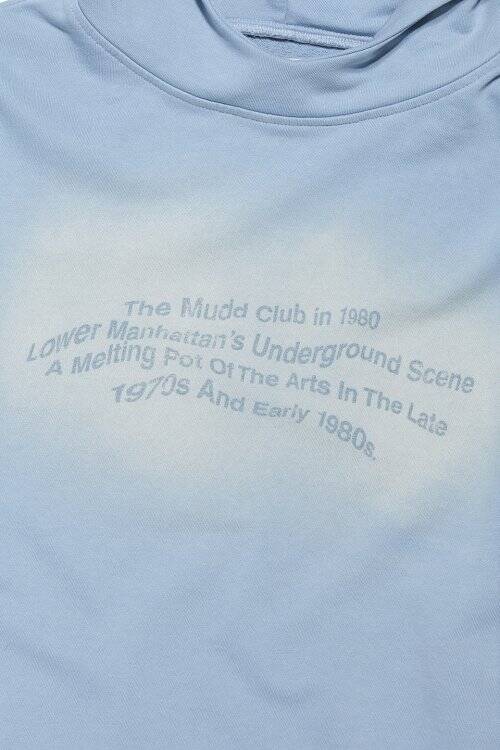 The Mudd Club in 1980
Lower Manhattan's Underground Scene
A Melting Pot Of The Arts In The Late
1970s And Early 1980s.